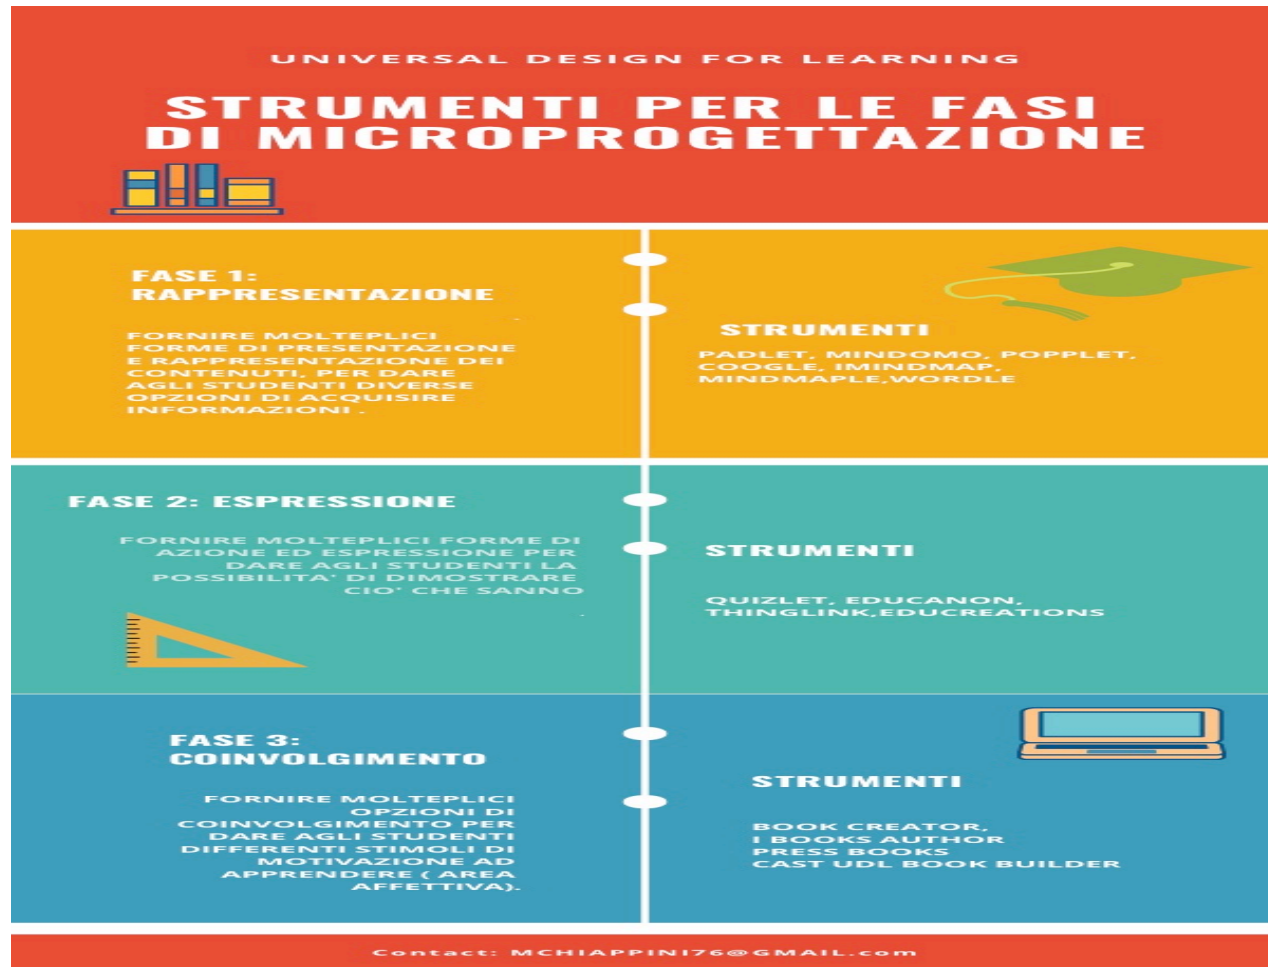 UNIVERSAL DESIGN FOR LEARNING
STRUMENTI PER LE FASI
DI MICROPROGETTAZIONE
FASE 1:
RAPPRESENTAZIONE
FORNIRE MOLTEPLICI
FORME DI PRESENTAZIONE
E RAPPRESENTAZIONE DEI
CONTENUTI, PER DARE
AGLI STUDENTI DIVERSE
OPZIONI DI ACQUISIRE
INFORMAZIONI .
STRUMENTI
PADLET, MINDOMO, POPPLET,
COOGLE, IMINDMAP,
MINDMAPLE,WORDLE
FASE 2: ESPRESSIONE
FORNIRE MOLTEPLICI FORME DI
AZIONE ED ESPRESSIONE PER
DARE AGLI STUDENTI LA
POSSIBILITA' DI DIMOSTRARE
CIO' CHE SANNO
.
STRUMENTI
QUIZLET, EDUCANON,
THINGLINK,EDUCREATIONS
FASE 3:
COINVOLGIMENTO
FORNIRE MOLTEPLICI
OPZIONI DI
COINVOLGIMENTO PER
DARE AGLI STUDENTI
DIFFERENTI STIMOLI DI
MOTIVAZIONE AD
APPRENDERE ( AREA
AFFETTIVA).
STRUMENTI
BOOK CREATOR,
I BOOKS AUTHOR
PRESS BOOKS
CAST UDL BOOK BUILDER
Contact: MCHIAPPINI76@GMAIL.com